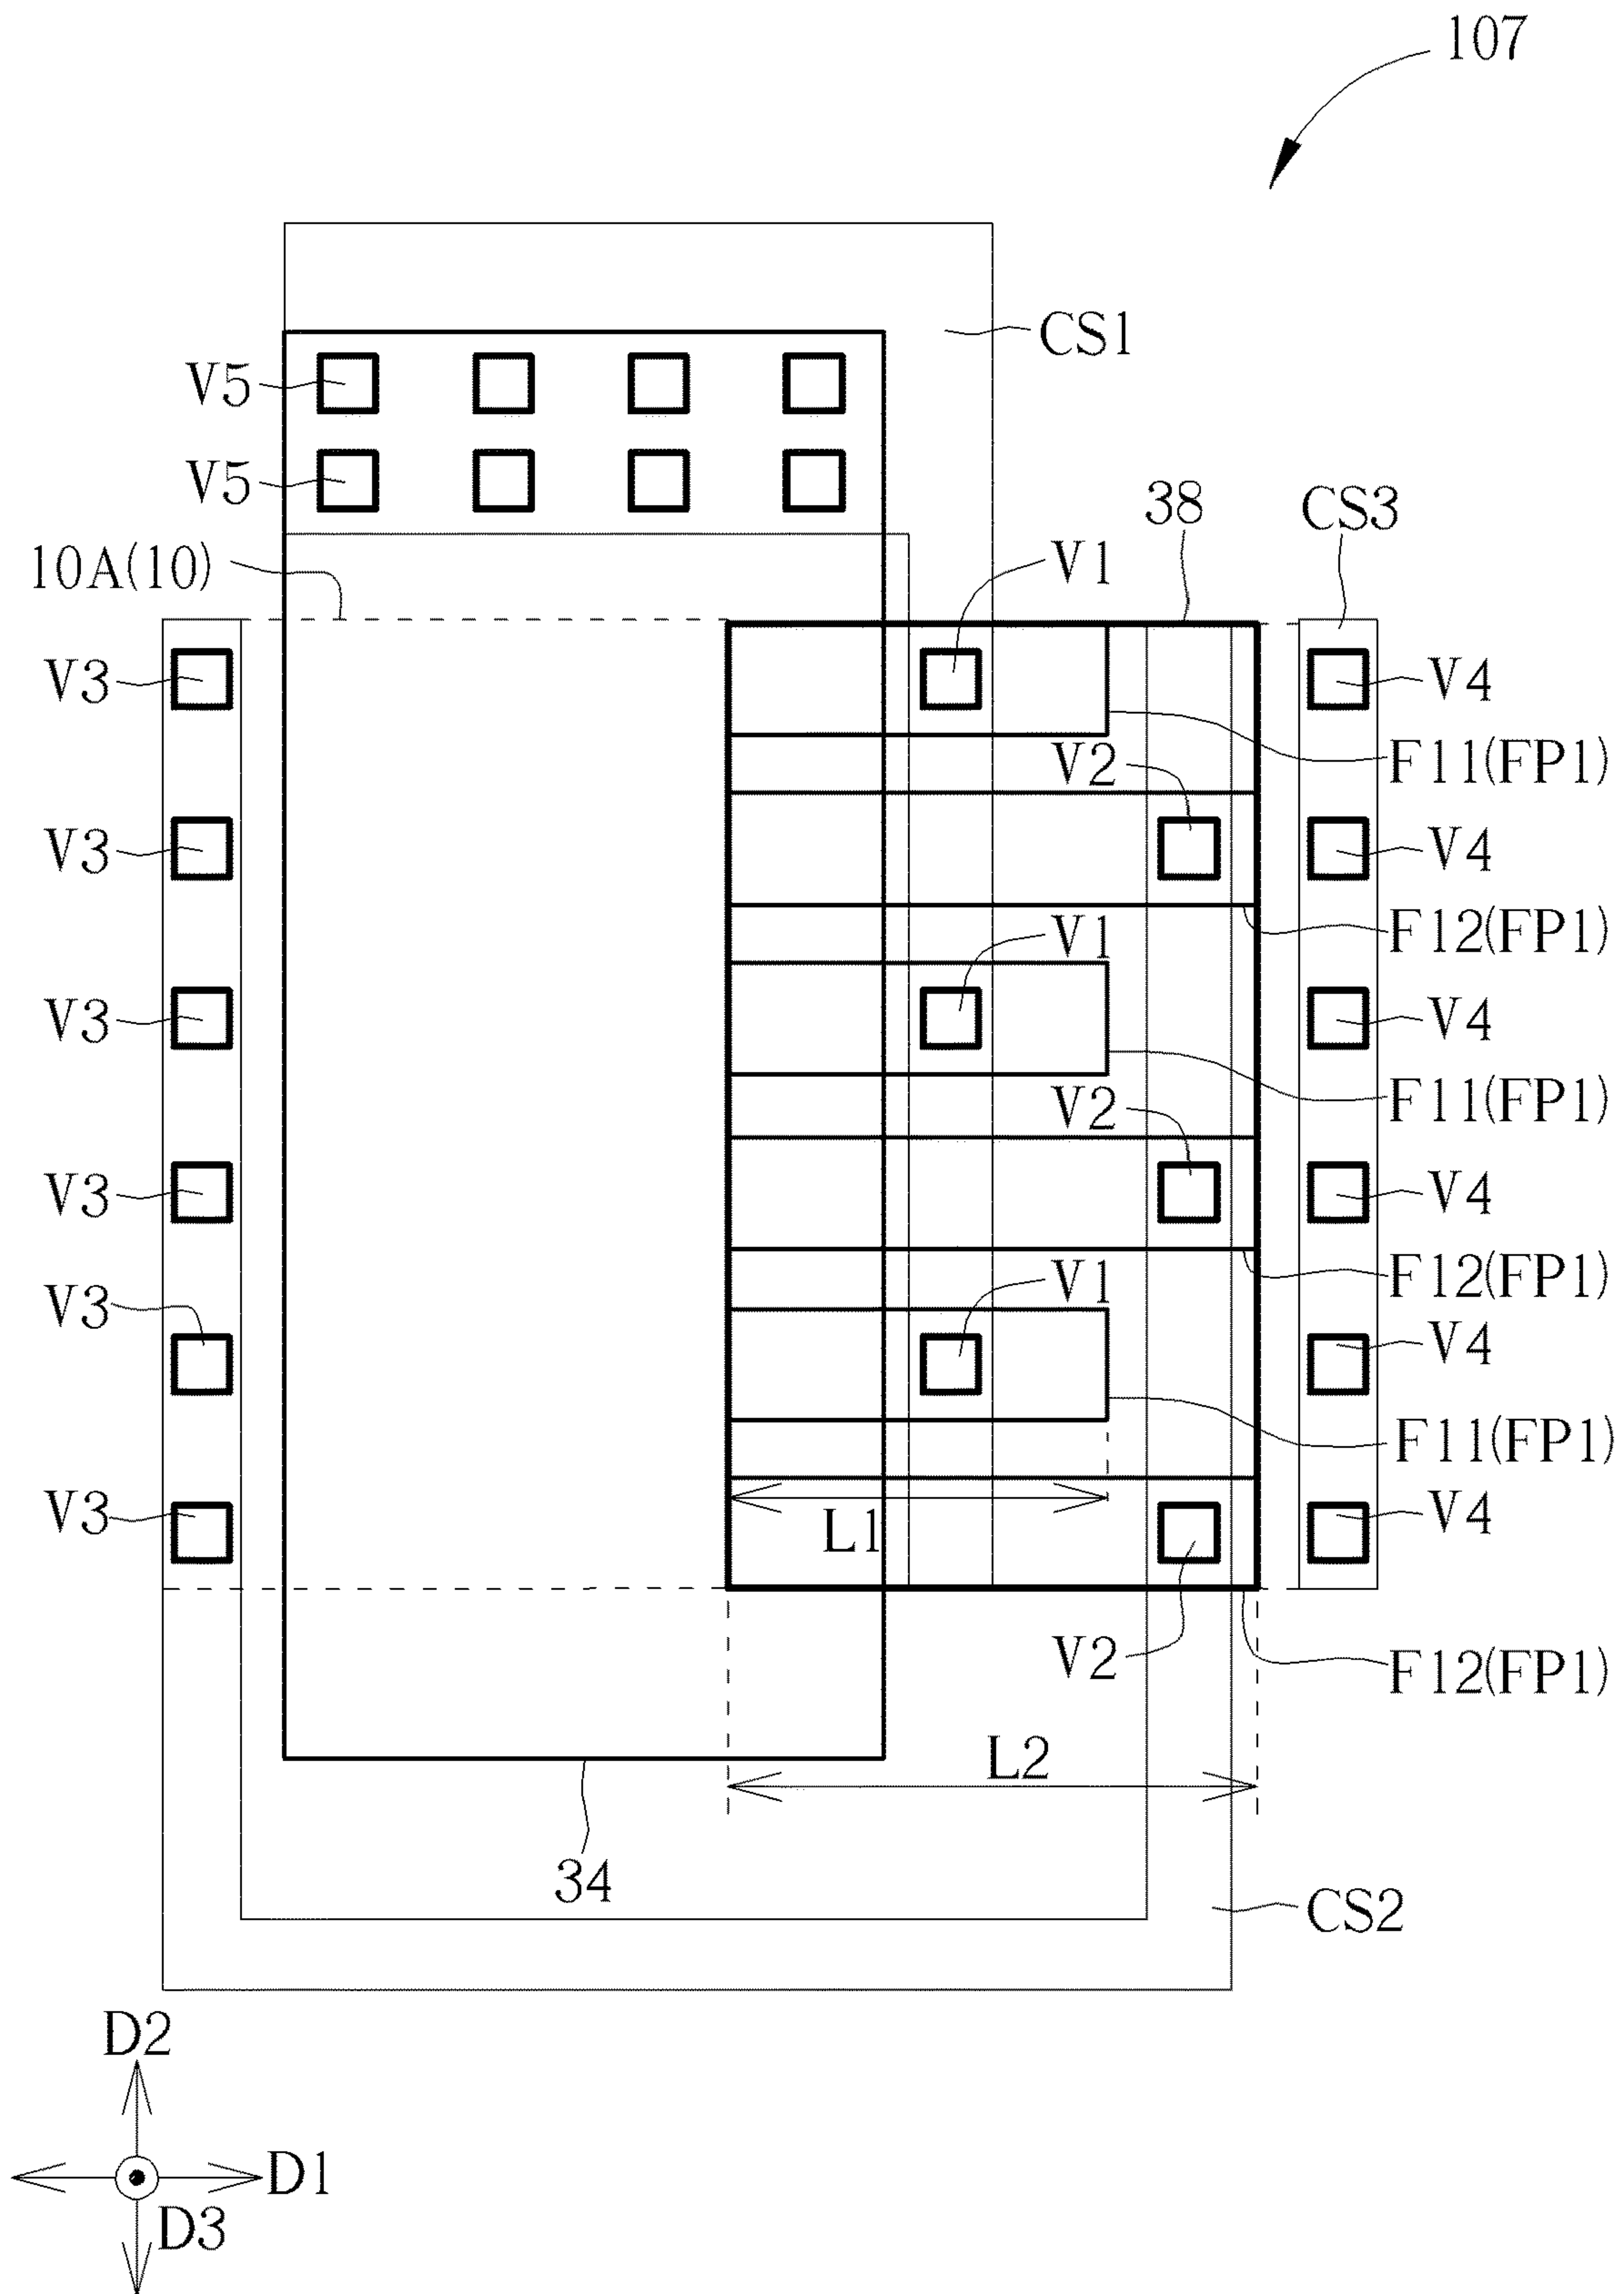 107
CS1
V5
V5
38
CS3
10A(10)
V1
V3
V4
F11(FP1)
V2
V3
V4
F12(FP1)
V1
V3
V4
F11(FP1)
V2
V3
V4
F12(FP1)
V1
V3
V4
F11(FP1)
V3
V4
L1
V2
F12(FP1)
L2
34
CS2
D2
D1
D3